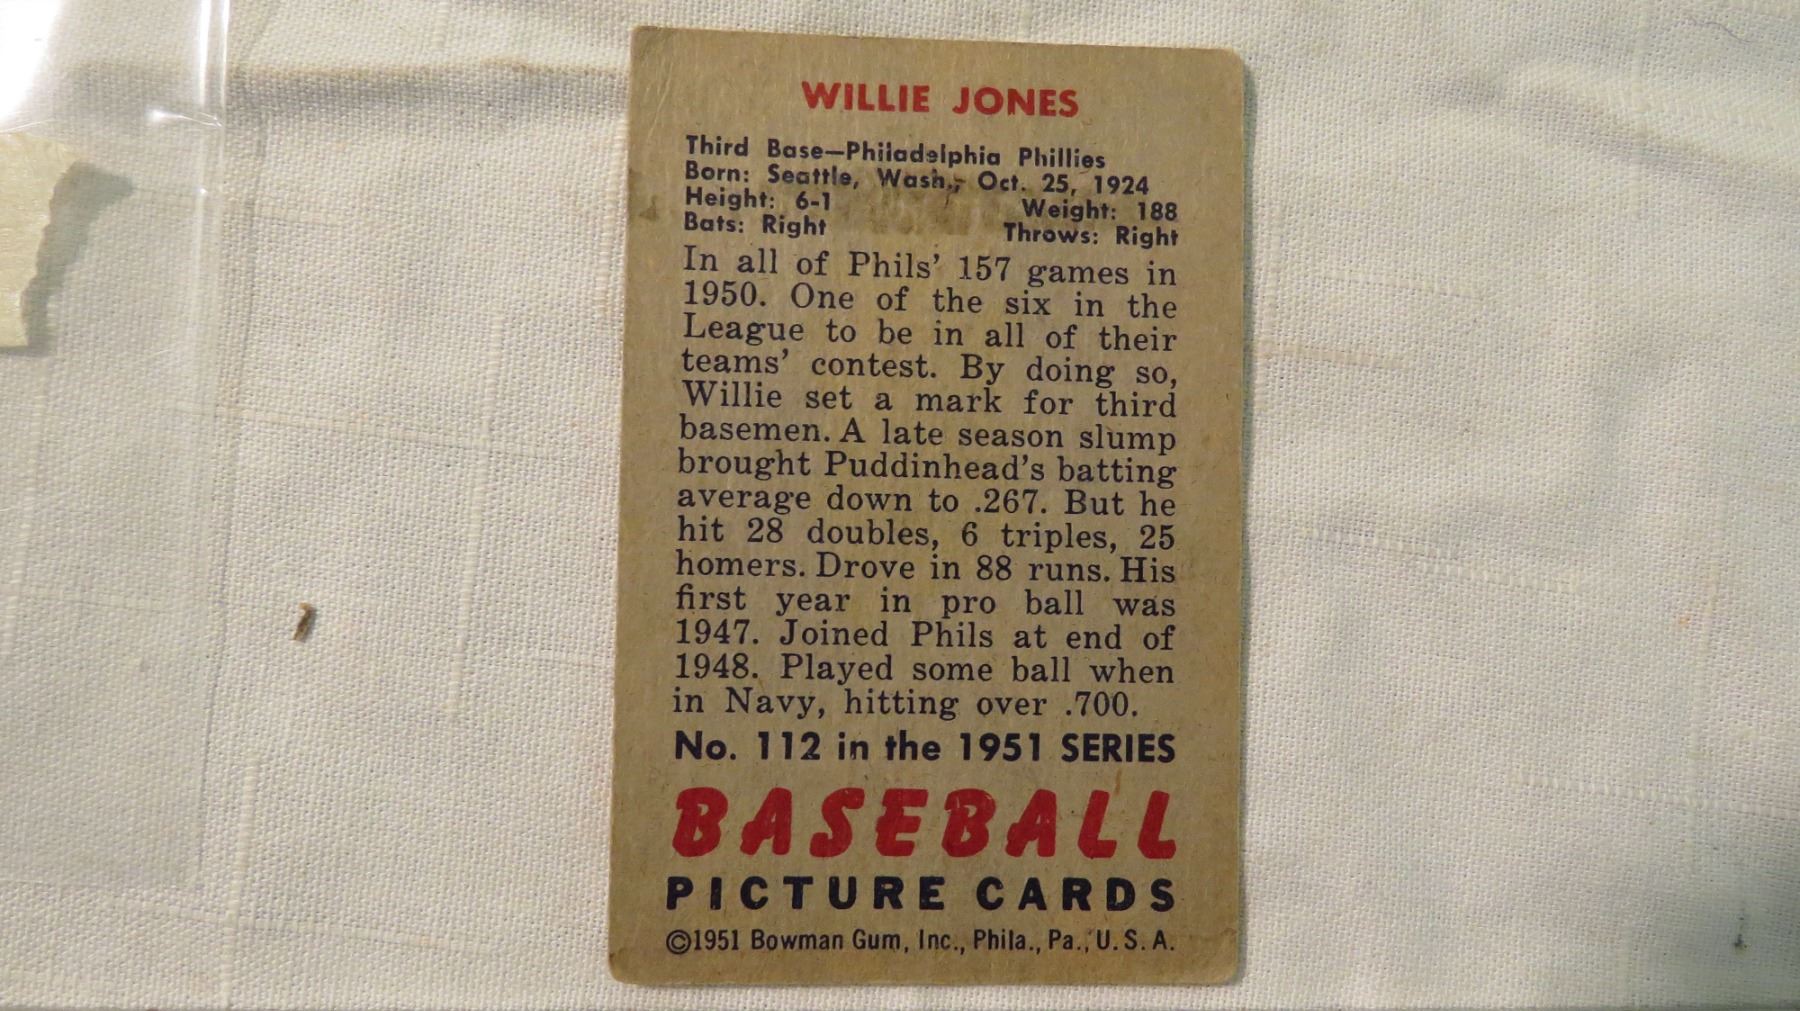 WILLIE JONES
Third Base—Philadelphia Phillies
Born: Seattle, Wash., Oct. 25, 1924
Height: 6-1 Weight: 188
Bats: Right Throws: Right
In all of Phils' 157 games in
1950. One of the six in the
League to be in all of their
teams' contest. By doing so,
Willie set a mark for third
basemen. A late season slump
brought Puddinhead's batting
average down to .267. But he
hit 28 doubles, 6 triples, 25
homers. Drove in 88 runs. His
first year in pro ball was
1947. Joined Phils at end of
1948. Played some ball when
in Navy, hitting over .700.
No. 112 in the 1951 SERIES
BASEBALL
PICTURE CARDS
©1951 Bowman Gum, Inc., Phila., Pa., U. S. A.